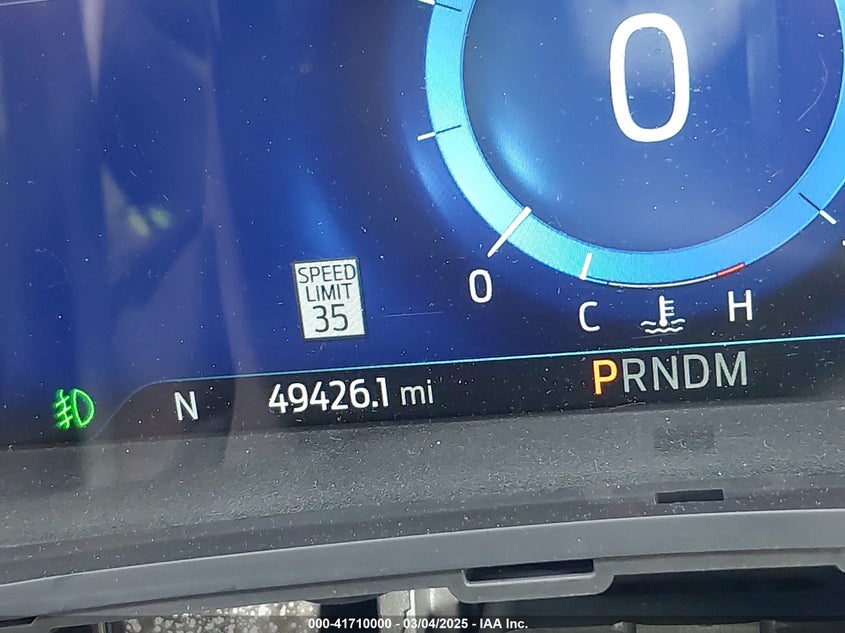 0
SPEED
LIMIT
35
0
C
H
N
49426.1 mi
PRNDM
000-41710000 - 03/04/2025 - IAA Inc.